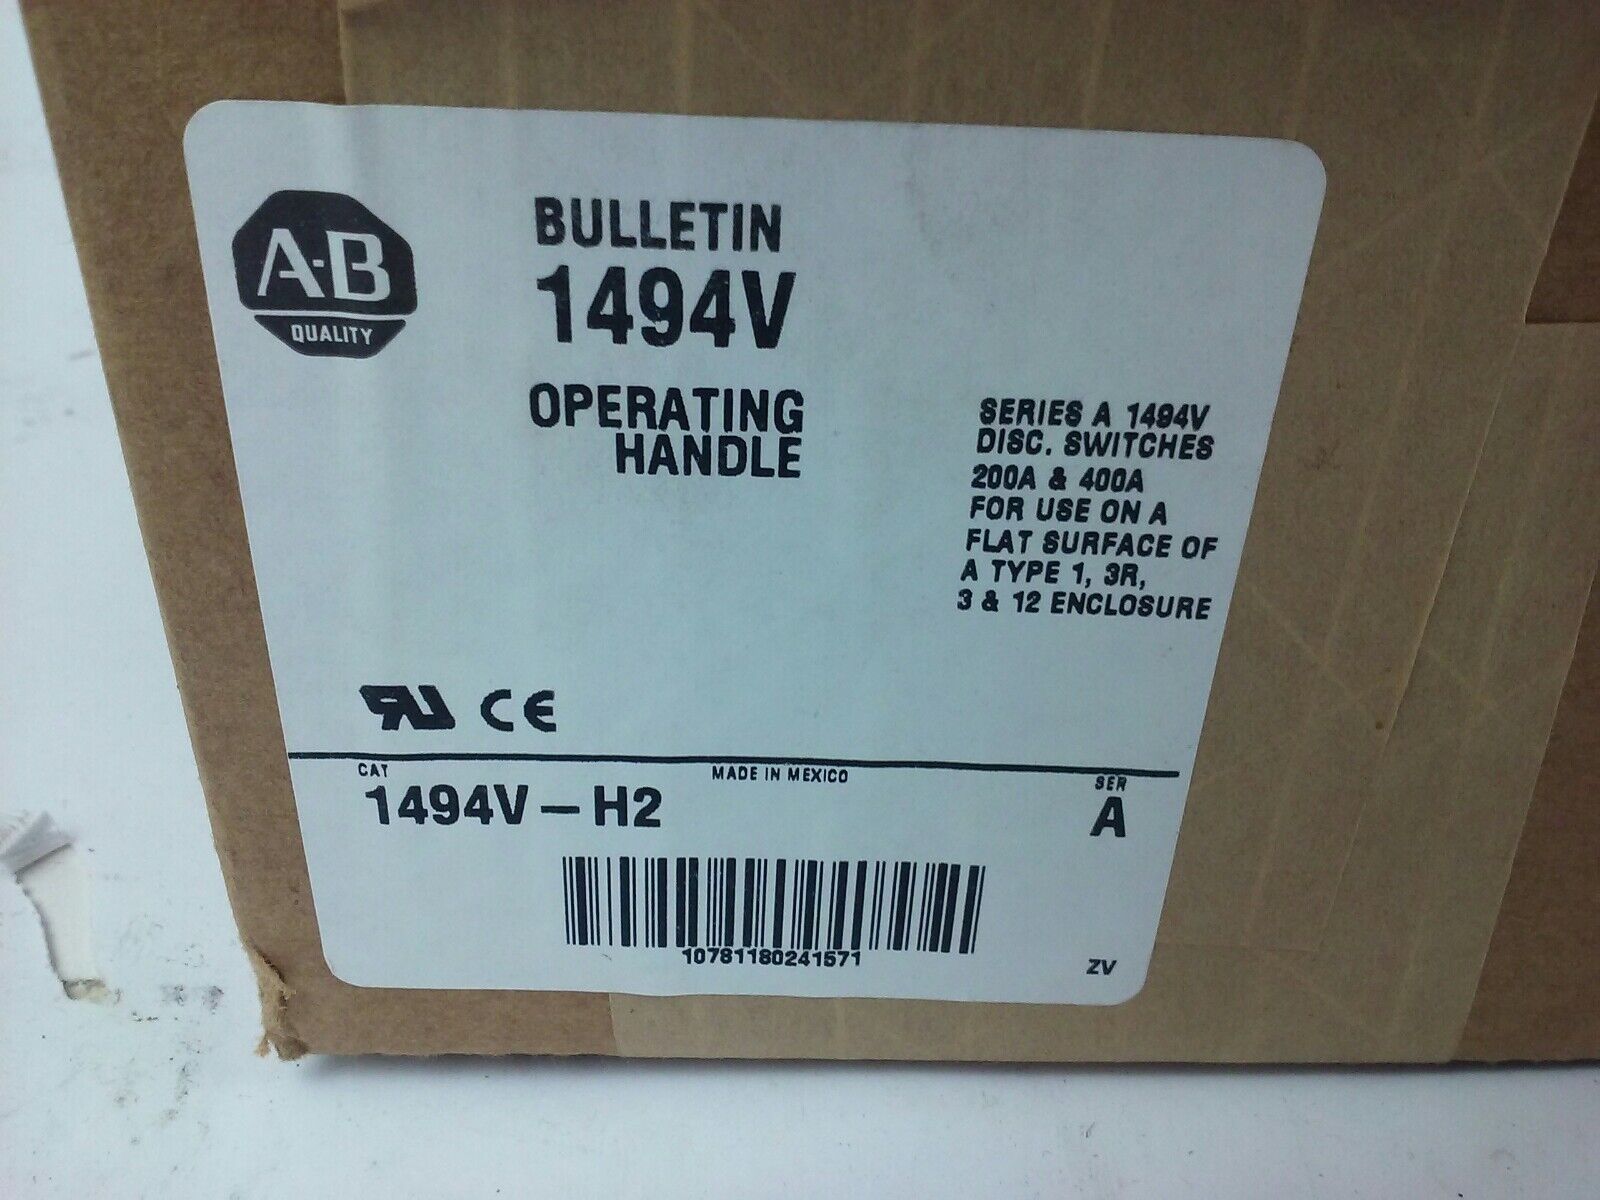 A-B
QUALITY
BULLETIN
1494V
OPERATING
HANDLE
SERIES A 1494V
DISC. SWITCHES
200A & 400A
FOR USE ON A
FLAT SURFACE OF
A TYPE 1, 3R,
3 & 12 ENCLOSURE
RU CE
CAT
MADE IN MEXICO
SER
1494V-H2
A
10781180241571
ZV